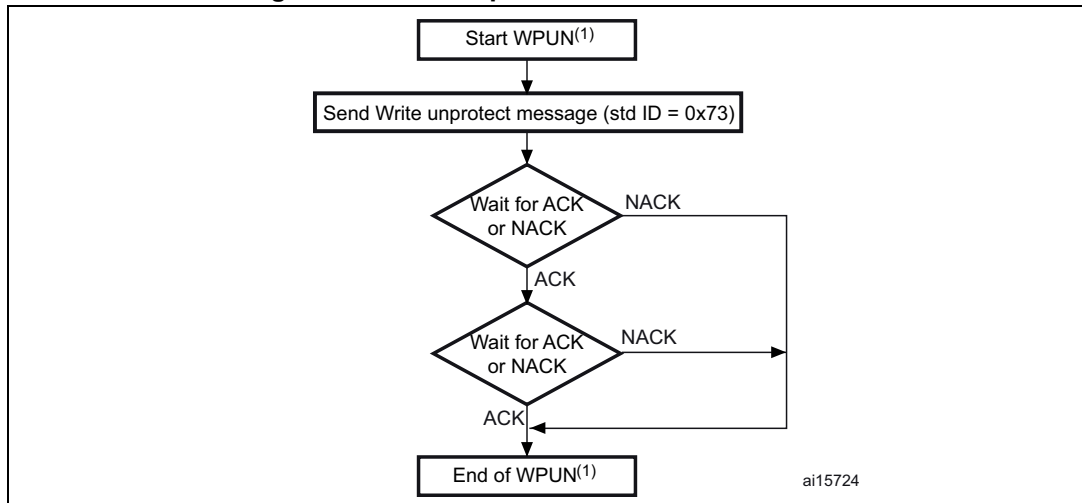 Start WPUN(1)
Send Write unprotect message (std ID = 0x73)
Wait for ACK
or NACK
NACK
ACK
Wait for ACK
or NACK
NACK
ACK
End of WPUN(1)
ai15724